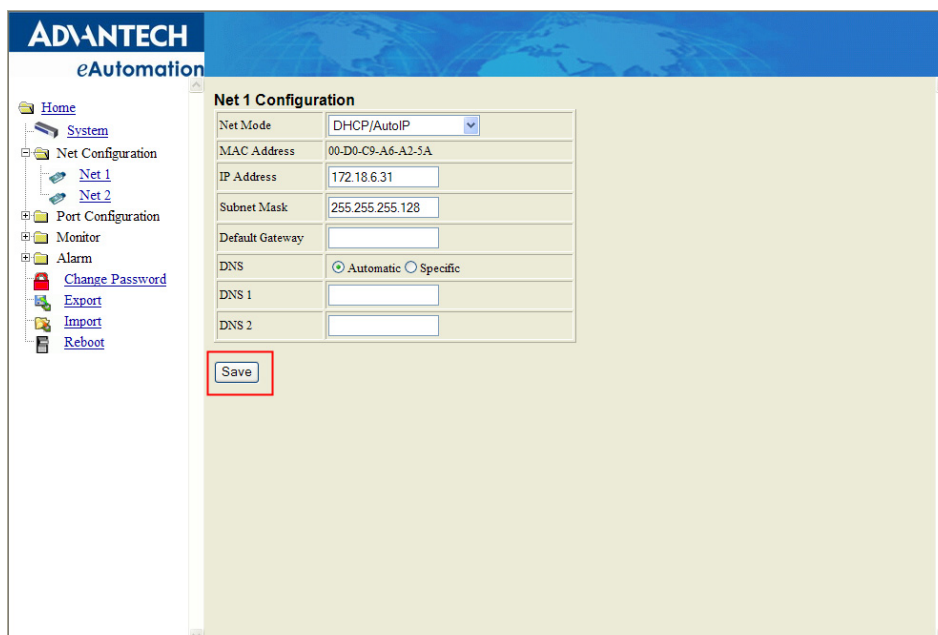 ADVANTECH
eAutomation
Home
System
Net Configuration
Net 1
Net 2
Port Configuration
Monitor
Alarm
Change Password
Export
Import
Reboot
Net 1 Configuration
Net Mode DHCP/AutoIP
MAC Address 00-D0-C9-A6-A2-5A
IP Address 172.18.6.31
Subnet Mask 255.255.255.128
Default Gateway
DNS Automatic Specific
DNS 1
DNS 2
Save